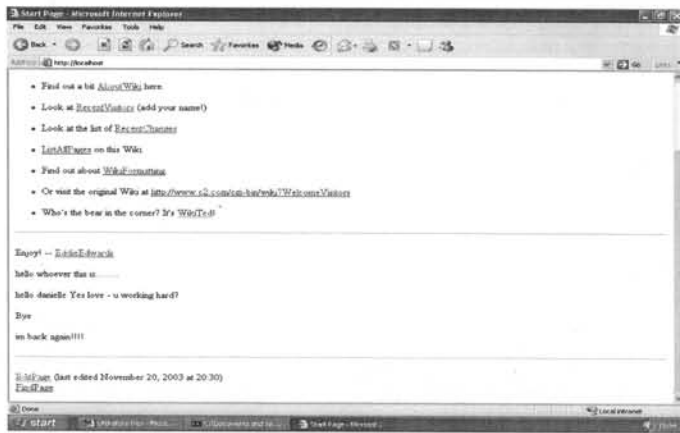 Start Page - Microsoft Internet Explorer
File Edit View Favorites Tools Help
Back Search Favorites Media
Address http://localhost Go Links
• Find out a bit AboutWiki here
• Look at RecentVisitors (add your name!)
• Look at the list of RecentChanges
• ListAllPages on this Wiki
• Find out about WikiFormatting
• Or visit the original Wiki at http://www.c2.com/cgi-bin/wiki?WelcomeVisitors
• Who's the bear in the corner? It's WikiTed!
Enjoy! -- EddieEdwards
hello whoever this is........
hello danielle Yes love - u working hard?
Bye
im back again!!!!
EditPage (last edited November 20, 2003 at 20:30)
FindPage
Done Local intranet
start Start Page - Microsof...